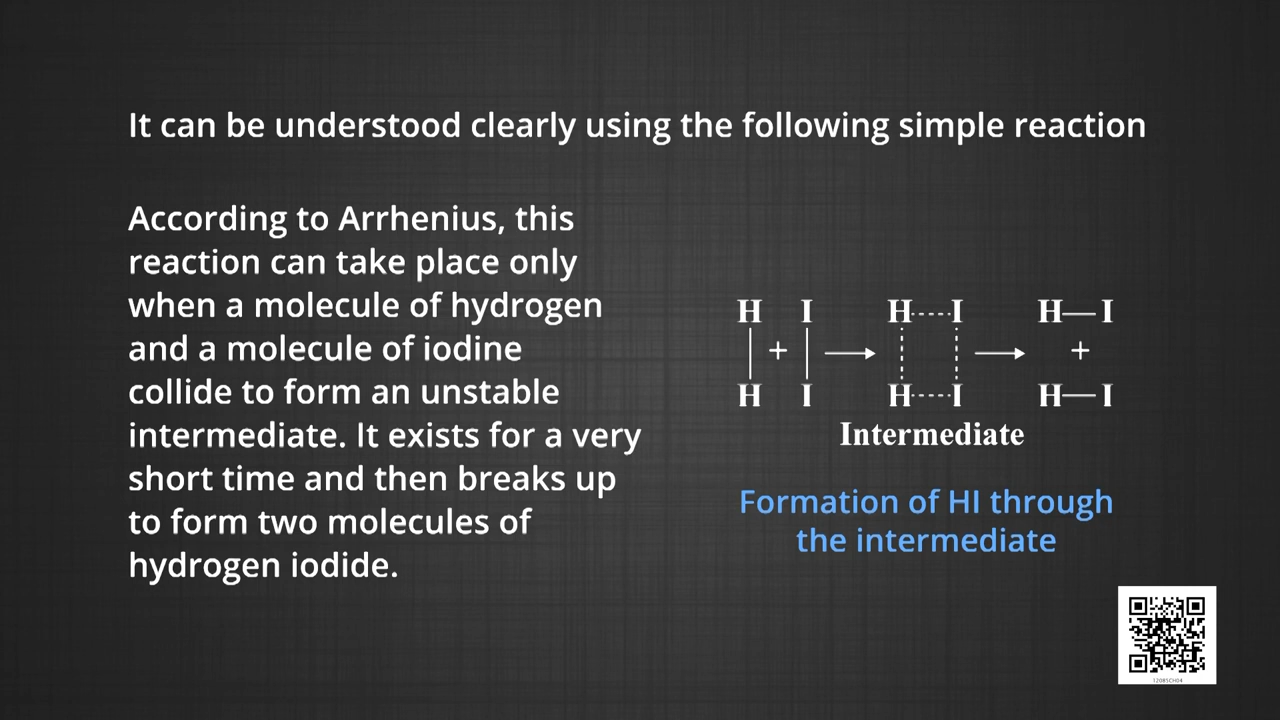 It can be understood clearly using the following simple reaction
According to Arrhenius, this
reaction can take place only
when a molecule of hydrogen
and a molecule of iodine
collide to form an unstable
intermediate. It exists for a very
short time and then breaks up
to form two molecules of
hydrogen iodide.
H I H I H I
+ +
H I H I H I
Intermediate
Formation of HI through
the intermediate
12085CH04